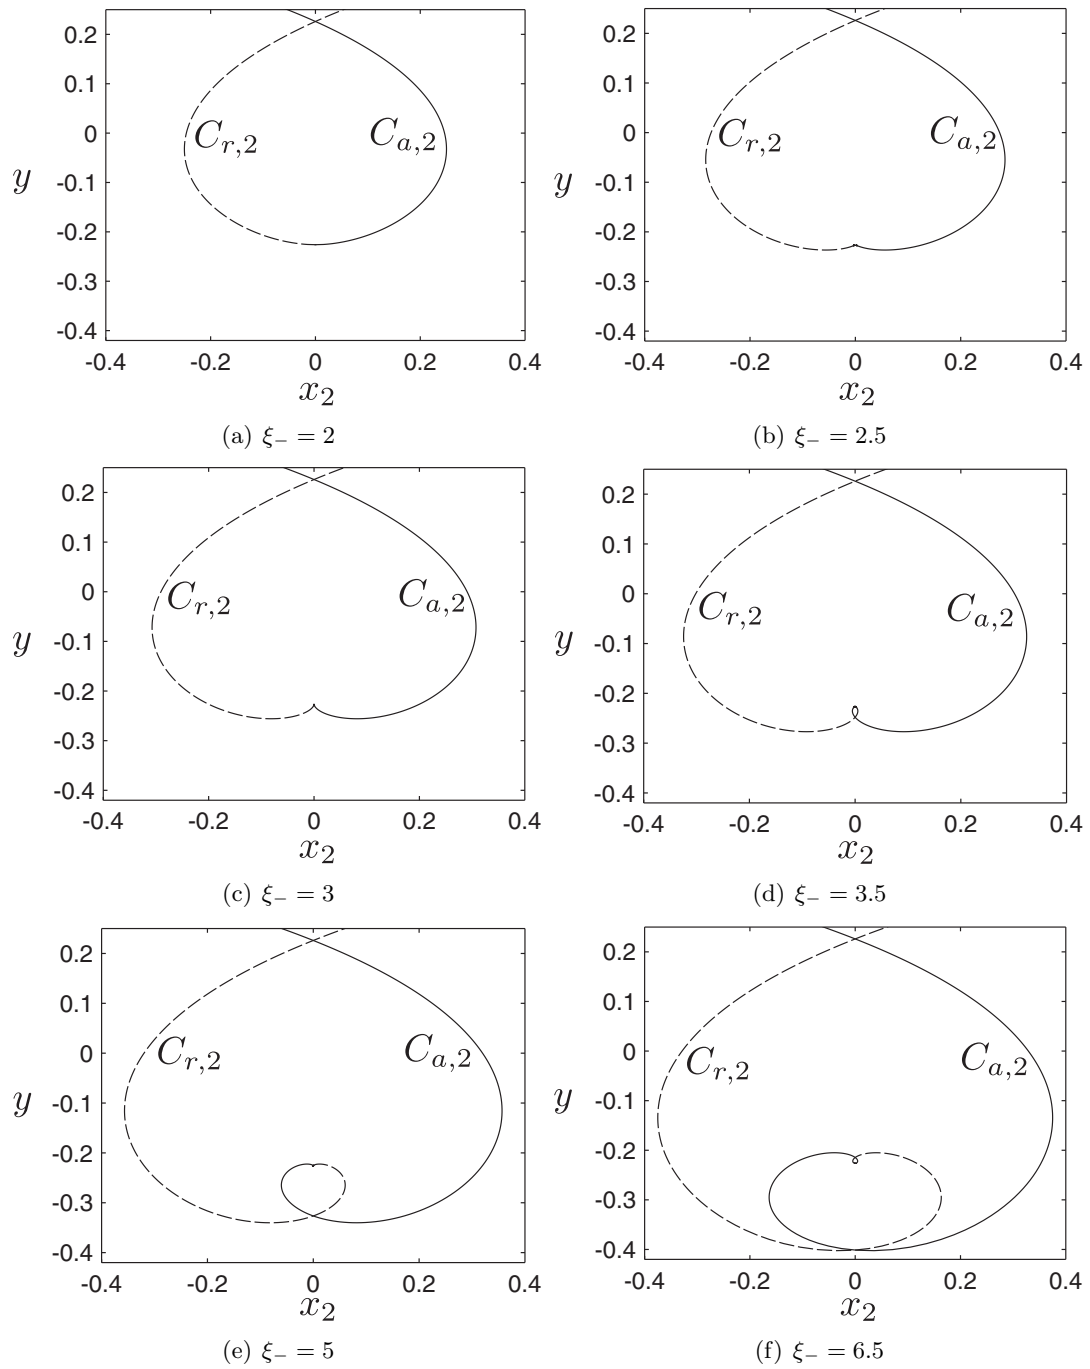 0.2
0.1
0
-0.1
-0.2
-0.3
-0.4
y
C_{r,2}
C_{a,2}
-0.4 -0.2 0 0.2 0.4
x_2
(a) ξ_− = 2
0.2
0.1
0
-0.1
-0.2
-0.3
-0.4
y
C_{r,2}
C_{a,2}
-0.4 -0.2 0 0.2 0.4
x_2
(b) ξ_− = 2.5
0.2
0.1
0
-0.1
-0.2
-0.3
-0.4
y
C_{r,2}
C_{a,2}
-0.4 -0.2 0 0.2 0.4
x_2
(c) ξ_− = 3
0.2
0.1
0
-0.1
-0.2
-0.3
-0.4
y
C_{r,2}
C_{a,2}
-0.4 -0.2 0 0.2 0.4
x_2
(d) ξ_− = 3.5
0.2
0.1
0
-0.1
-0.2
-0.3
-0.4
y
C_{r,2}
C_{a,2}
-0.4 -0.2 0 0.2 0.4
x_2
(e) ξ_− = 5
0.2
0.1
0
-0.1
-0.2
-0.3
-0.4
y
C_{r,2}
C_{a,2}
-0.4 -0.2 0 0.2 0.4
x_2
(f) ξ_− = 6.5